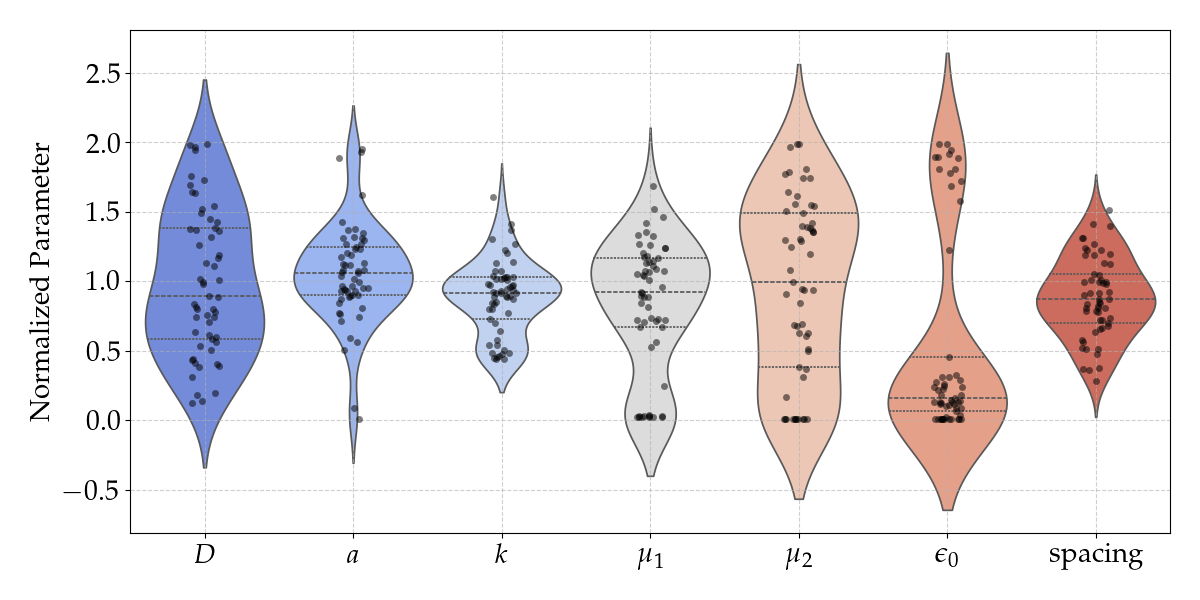 Normalized Parameter
2.5
2.0
1.5
1.0
0.5
0.0
−0.5
D
a
k
μ₁
μ₂
ϵ₀
spacing